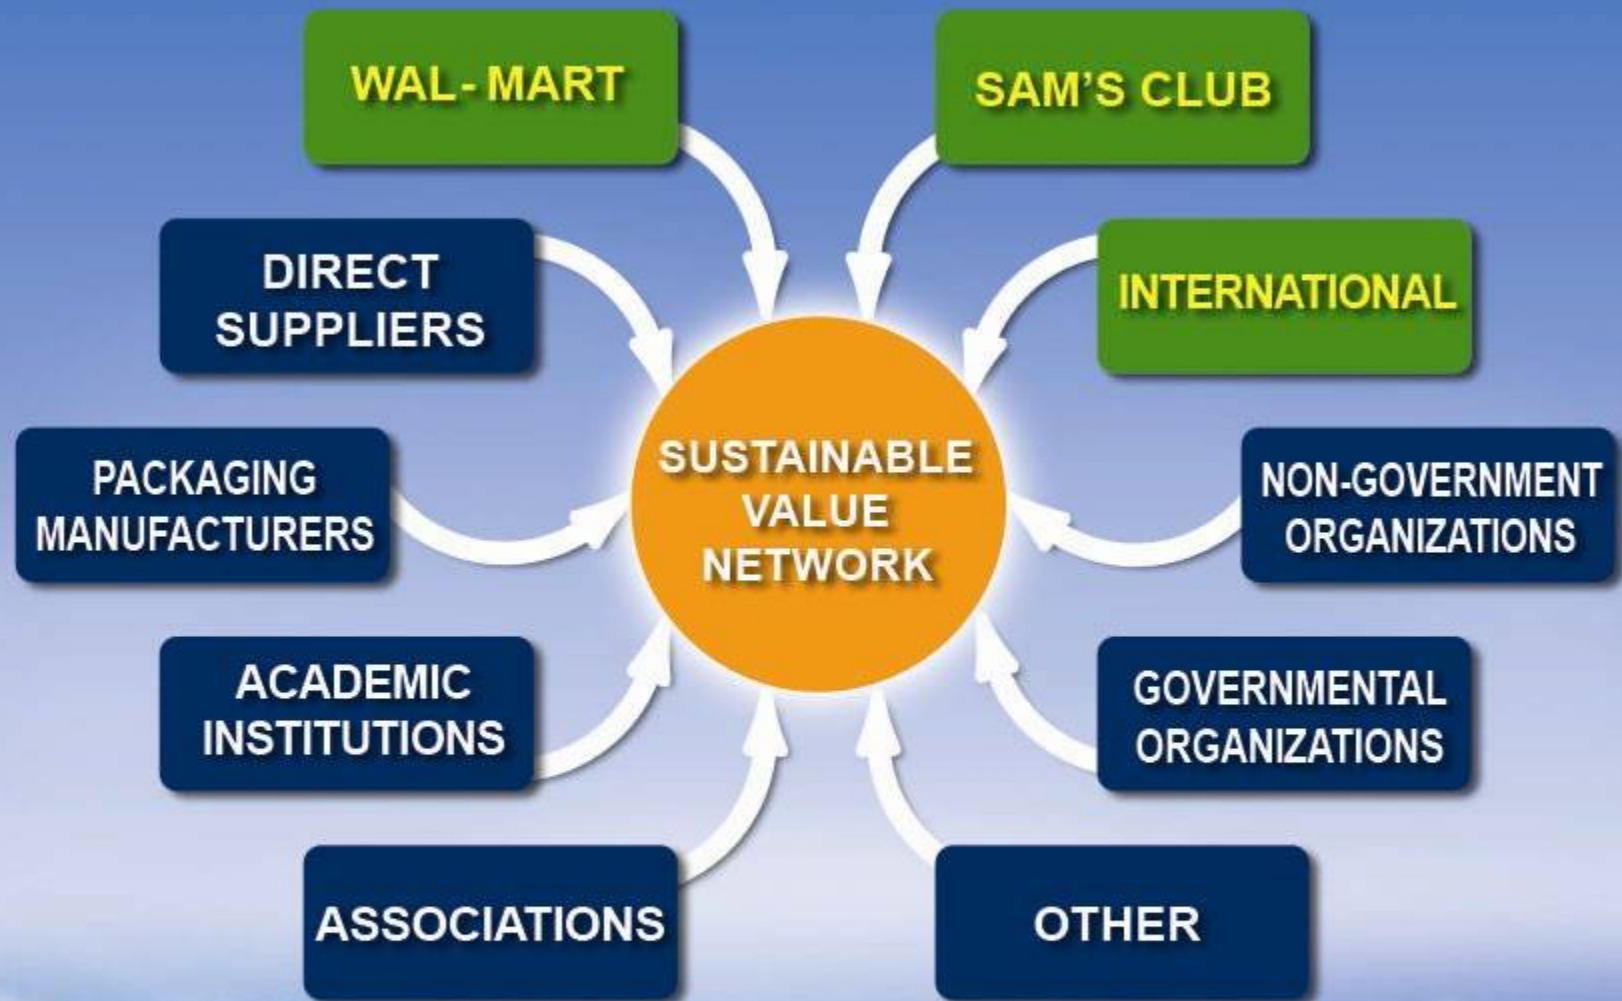 WAL- MART
SAM'S CLUB
DIRECT
SUPPLIERS
INTERNATIONAL
PACKAGING
MANUFACTURERS
SUSTAINABLE
VALUE
NETWORK
NON-GOVERNMENT
ORGANIZATIONS
ACADEMIC
INSTITUTIONS
GOVERNMENTAL
ORGANIZATIONS
ASSOCIATIONS
OTHER